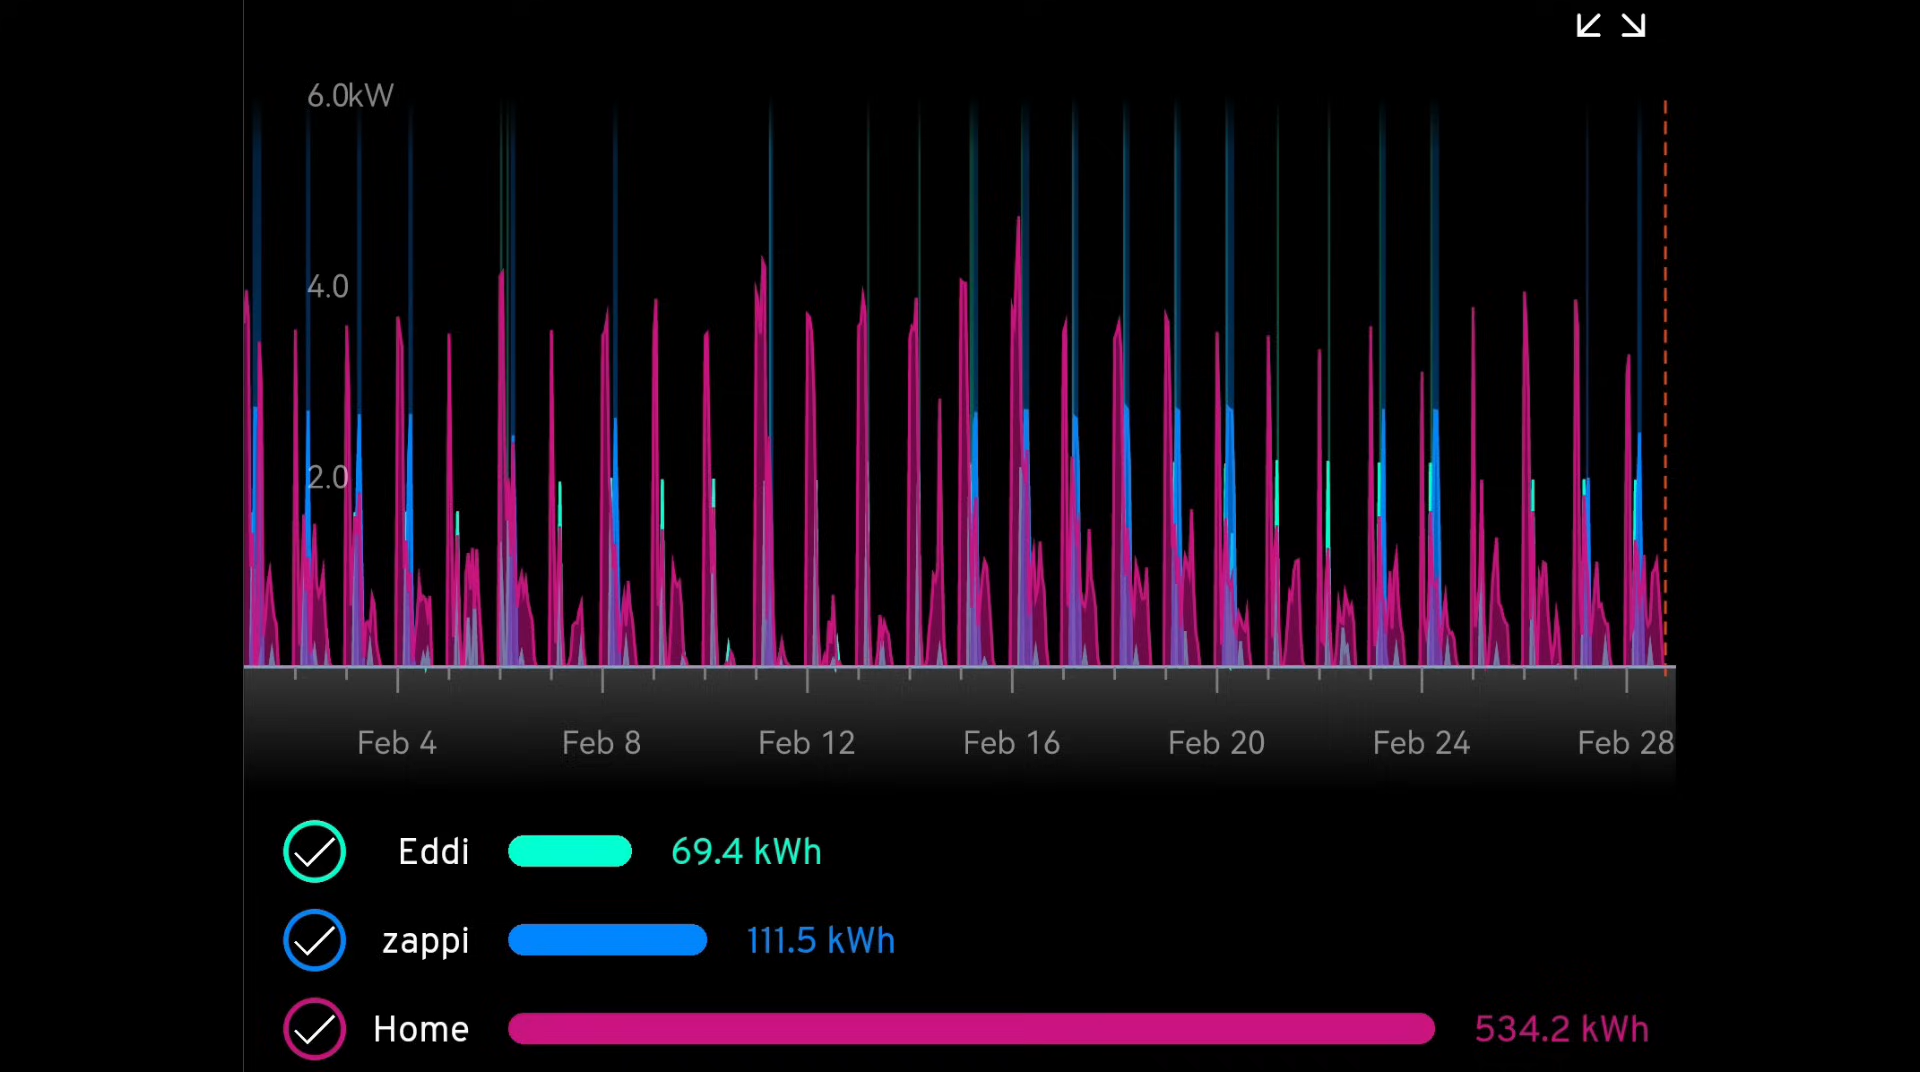 6.0kW
4.0
2.0
Feb 4 Feb 8 Feb 12 Feb 16 Feb 20 Feb 24 Feb 28
Eddi 69.4 kWh
zappi 111.5 kWh
Home 534.2 kWh